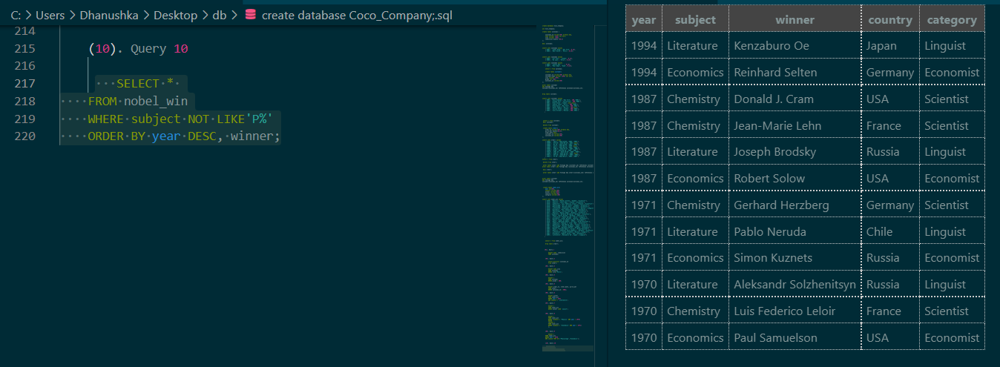 C: > Users > Dhanushka > Desktop > db > create database Coco_Company;.sql
214
215 (10). Query 10
216
217 SELECT *
218 FROM nobel_win
219 WHERE subject NOT LIKE'P%'
220 ORDER BY year DESC, winner;
year subject winner country category
1994 Literature Kenzaburo Oe Japan Linguist
1994 Economics Reinhard Selten Germany Economist
1987 Chemistry Donald J. Cram USA Scientist
1987 Chemistry Jean-Marie Lehn France Scientist
1987 Literature Joseph Brodsky Russia Linguist
1987 Economics Robert Solow USA Economist
1971 Chemistry Gerhard Herzberg Germany Scientist
1971 Literature Pablo Neruda Chile Linguist
1971 Economics Simon Kuznets Russia Economist
1970 Literature Aleksandr Solzhenitsyn Russia Linguist
1970 Chemistry Luis Federico Leloir France Scientist
1970 Economics Paul Samuelson USA Economist